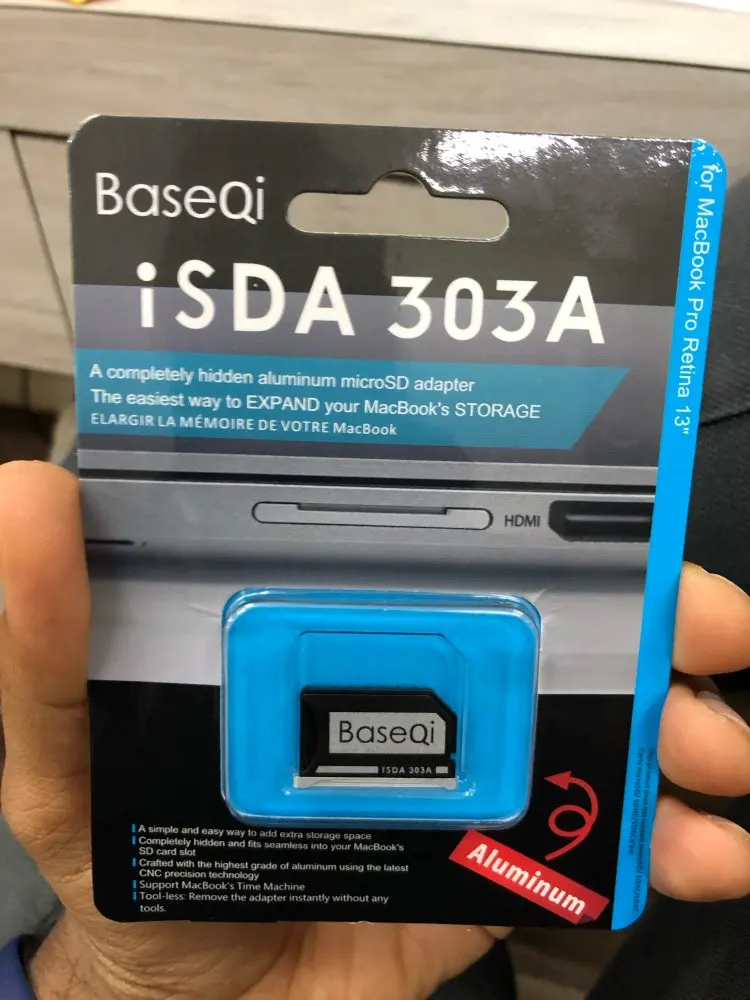 BaseQi
iSDA 303A
A completely hidden aluminum microSD adapter
The easiest way to EXPAND your MacBook's STORAGE
ELARGIR LA MÉMOIRE DE VOTRE MacBook
for MacBook Pro Retina 13"
HDMI
BaseQi
ISDA 303A
A simple and easy way to add extra storage space
Completely hidden and fits seamless into your MacBook's
SD card slot
Crafted with the highest grade of aluminum using the latest
CNC precision technology
Support MacBook's Time Machine
Tool-less: Remove the adapter instantly without any
tools.
Aluminum